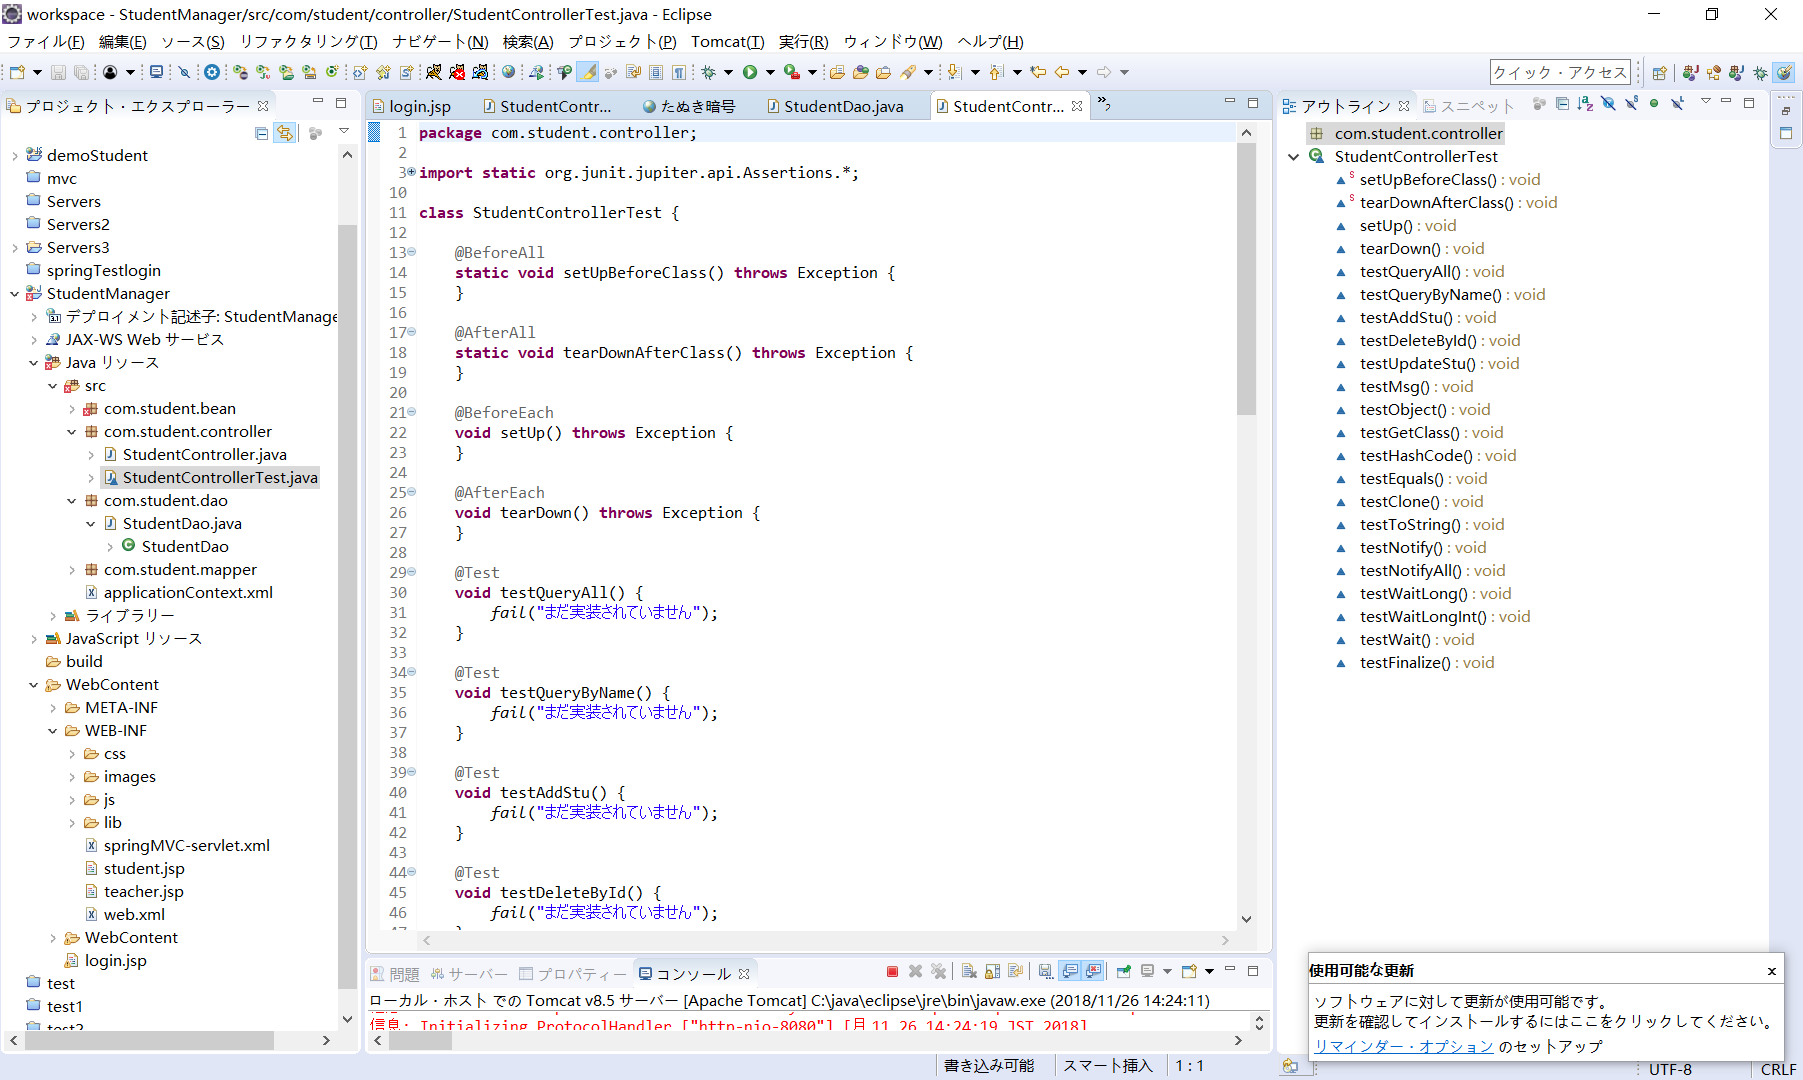 workspace - StudentManager/src/com/student/controller/StudentControllerTest.java - Eclipse
ファイル(F) 編集(E) ソース(S) リファクタリング(T) ナビゲート(N) 検索(A) プロジェクト(P) Tomcat(T) 実行(R) ウィンドウ(W) ヘルプ(H)
クイック・アクセス
プロジェクト・エクスプローラー
demoStudent
mvc
Servers
Servers2
Servers3
springTestlogin
StudentManager
デプロイメント記述子: StudentManage
JAX-WS Web サービス
Java リソース
src
com.student.bean
com.student.controller
StudentController.java
StudentControllerTest.java
com.student.dao
StudentDao.java
StudentDao
com.student.mapper
applicationContext.xml
ライブラリー
JavaScript リソース
build
WebContent
META-INF
WEB-INF
css
images
js
lib
springMVC-servlet.xml
student.jsp
teacher.jsp
web.xml
WebContent
login.jsp
test
test1
test2
login.jsp StudentContr... たぬき暗号 StudentDao.java StudentContr... »2
1 package com.student.controller;
2
3 import static org.junit.jupiter.api.Assertions.*;
10
11 class StudentControllerTest {
12
13 @BeforeAll
14 static void setUpBeforeClass() throws Exception {
15 }
16
17 @AfterAll
18 static void tearDownAfterClass() throws Exception {
19 }
20
21 @BeforeEach
22 void setUp() throws Exception {
23 }
24
25 @AfterEach
26 void tearDown() throws Exception {
27 }
28
29 @Test
30 void testQueryAll() {
31 fail("まだ実装されていません");
32 }
33
34 @Test
35 void testQueryByName() {
36 fail("まだ実装されていません");
37 }
38
39 @Test
40 void testAddStu() {
41 fail("まだ実装されていません");
42 }
43
44 @Test
45 void testDeleteById() {
46 fail("まだ実装されていません");
47 }
問題 サーバー プロパティー コンソール
ローカル・ホスト での Tomcat v8.5 サーバー [Apache Tomcat] C:\java\eclipse\jre\bin\javaw.exe (2018/11/26 14:24:11)
情報: Initializing ProtocolHandler ["http-nio-8080"] [月 11 26 14:24:19 JST 2018]
アウトライン スニペット
com.student.controller
StudentControllerTest
setUpBeforeClass() : void
tearDownAfterClass() : void
setUp() : void
tearDown() : void
testQueryAll() : void
testQueryByName() : void
testAddStu() : void
testDeleteById() : void
testUpdateStu() : void
testMsg() : void
testObject() : void
testGetClass() : void
testHashCode() : void
testEquals() : void
testClone() : void
testToString() : void
testNotify() : void
testNotifyAll() : void
testWaitLong() : void
testWaitLongInt() : void
testWait() : void
testFinalize() : void
使用可能な更新
ソフトウェアに対して更新が使用可能です。
更新を確認してインストールするにはここをクリックしてください。
リマインダー・オプション のセットアップ
書き込み可能 スマート挿入 1 : 1 UTF-8 CRLF